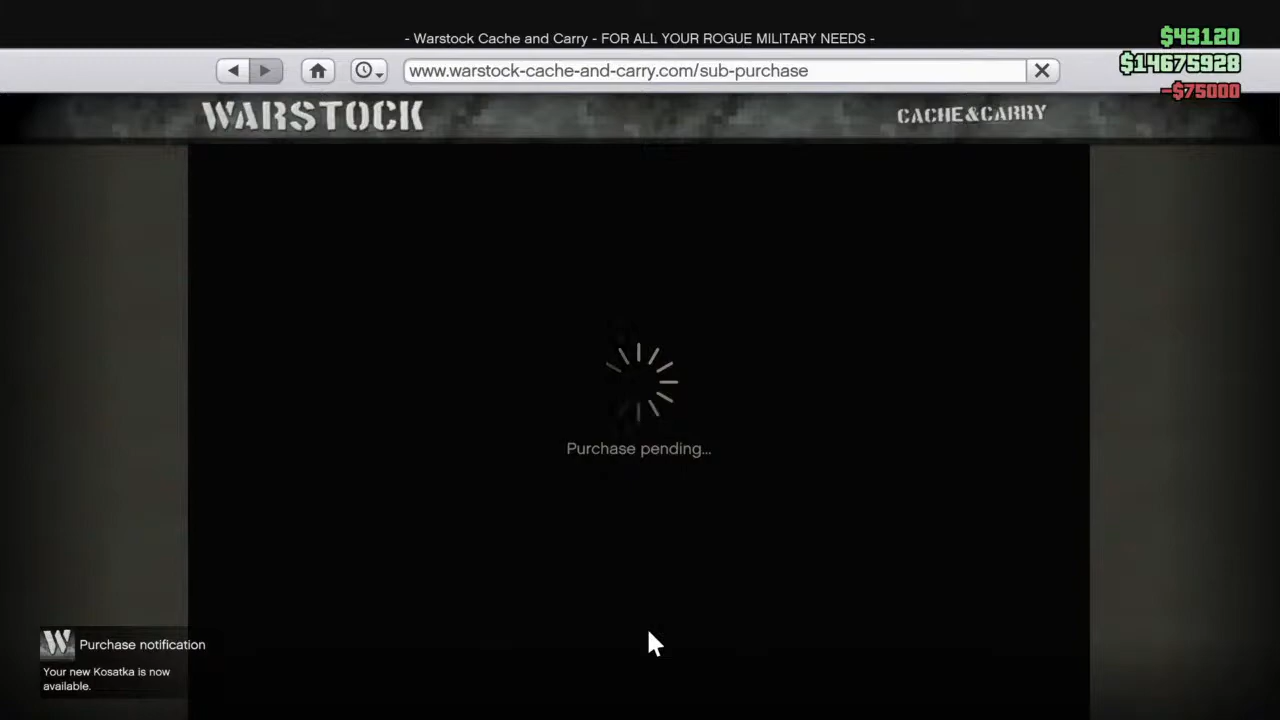 - Warstock Cache and Carry - FOR ALL YOUR ROGUE MILITARY NEEDS -
$43120
www.warstock-cache-and-carry.com/sub-purchase
$14675928
-$75000
WARSTOCK
CACHE&CARRY
Purchase pending...
W
Purchase notification
Your new Kosatka is now
available.